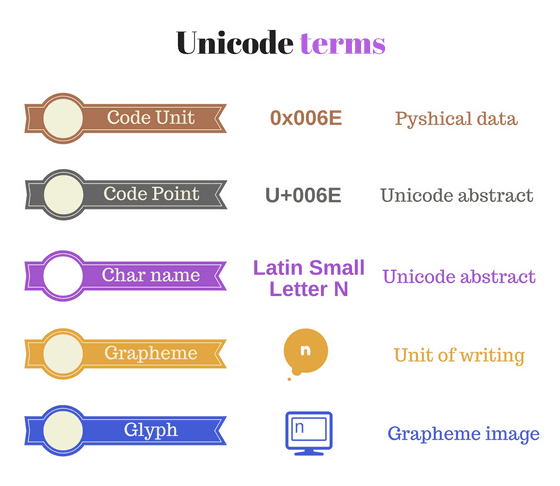 Unicode terms
Code Unit 0x006E Pyshical data
Code Point U+006E Unicode abstract
Char name Latin Small Unicode abstract
Letter N
Grapheme n Unit of writing
Glyph n Grapheme image